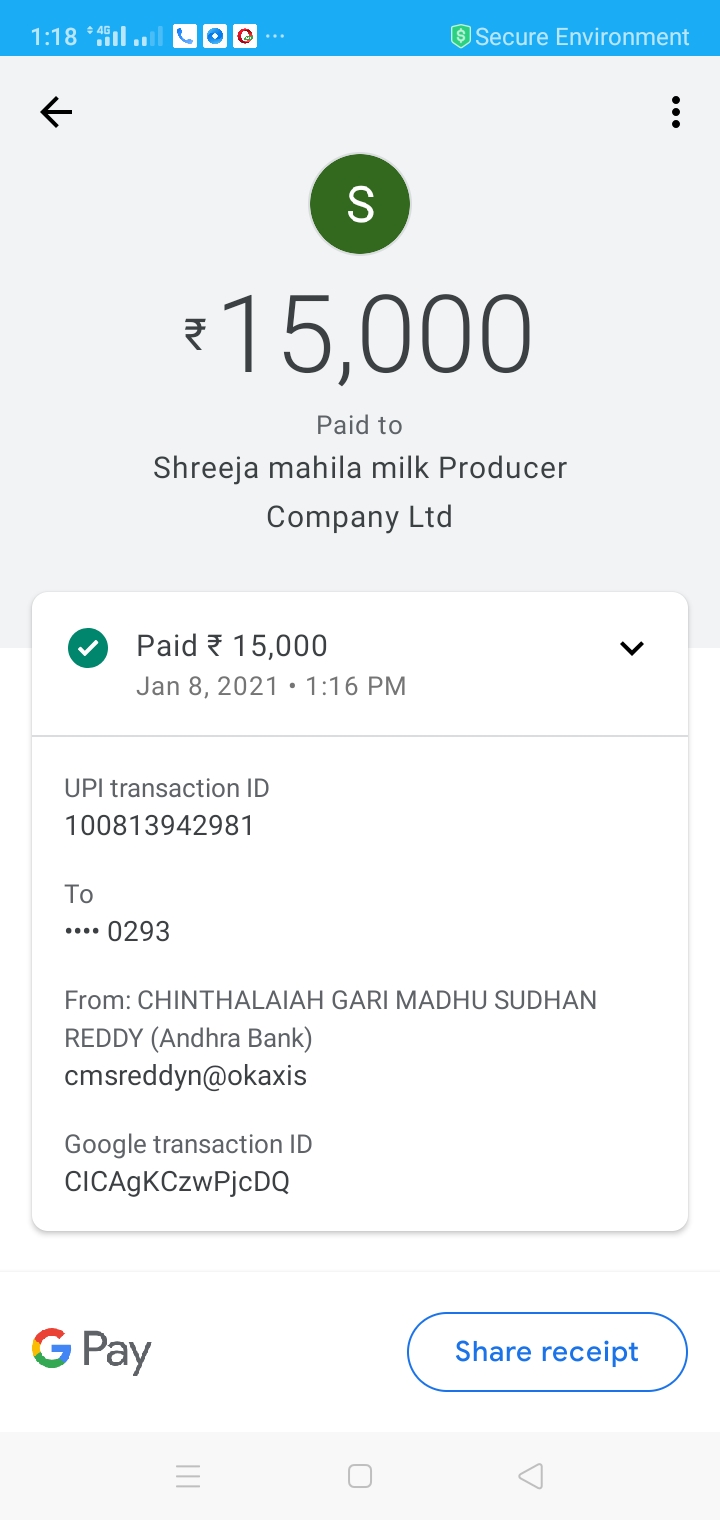 1:18 4G Secure Environment
S
₹15,000
Paid to
Shreeja mahila milk Producer
Company Ltd
Paid ₹ 15,000
Jan 8, 2021 • 1:16 PM
UPI transaction ID
100813942981
To
•••• 0293
From: CHINTHALAIAH GARI MADHU SUDHAN
REDDY (Andhra Bank)
cmsreddyn@okaxis
Google transaction ID
CICAgKCzwPjcDQ
G Pay
Share receipt